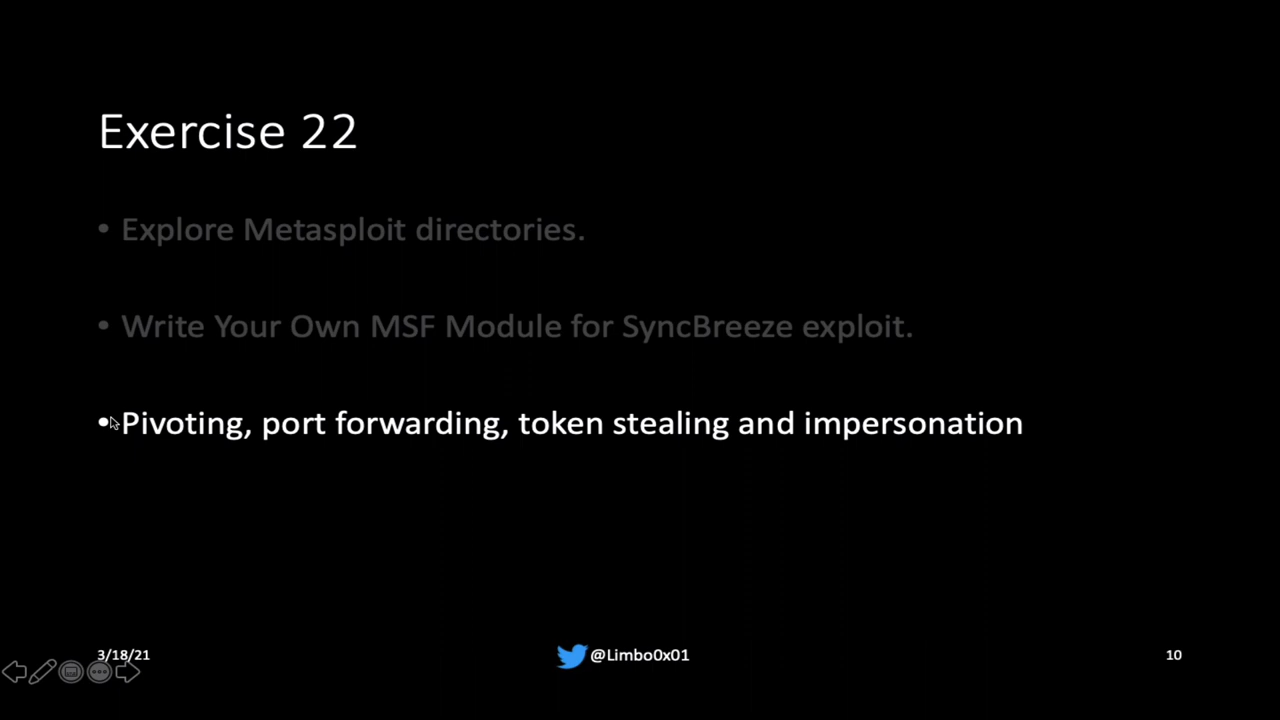 Exercise 22
• Explore Metasploit directories.
• Write Your Own MSF Module for SyncBreeze exploit.
• Pivoting, port forwarding, token stealing and impersonation
3/18/21
@Limbo0x01
10